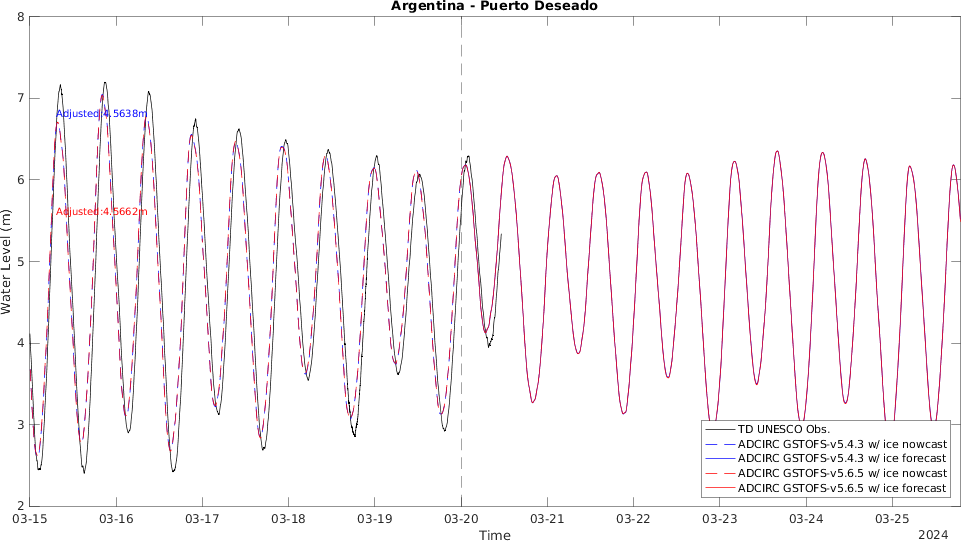 Argentina - Puerto Deseado
8
7
6
5
4
3
2
Water Level (m)
Adjusted:4.5638m
Adjusted:4.5662m
TD UNESCO Obs.
ADCIRC GSTOFS-v5.4.3 w/ ice nowcast
ADCIRC GSTOFS-v5.4.3 w/ ice forecast
ADCIRC GSTOFS-v5.6.5 w/ ice nowcast
ADCIRC GSTOFS-v5.6.5 w/ ice forecast
03-15 03-16 03-17 03-18 03-19 03-20 03-21 03-22 03-23 03-24 03-25
Time
2024